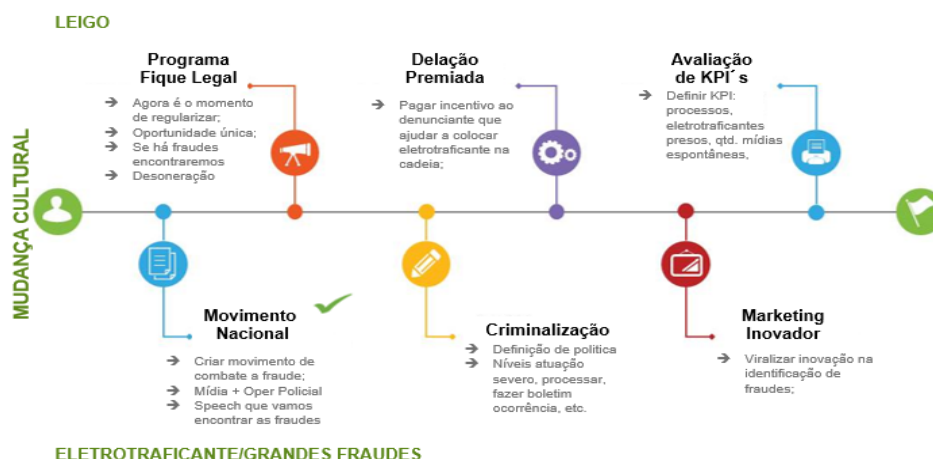 LEIGO
Programa
Fique Legal
Agora é o momento
de regularizar;
Oportunidade única;
Se há fraudes
encontraremos
Desoneração
Delação
Premiada
Pagar incentivo ao
denunciante que
ajudar a colocar
eletrotraficante na
cadeia;
Avaliação
de KPI´s
Definir KPI:
processos,
eletrotraficantes
presos, qtd. mídias
espontâneas,
MUDANÇA CULTURAL
Movimento
Nacional
Criar movimento de
combate a fraude;
Mídia + Oper Policial
Speech que vamos
encontrar as fraudes
Criminalização
Definição de politica
Níveis atuação
severo, processar,
fazer boletim
ocorrência, etc.
Marketing
Inovador
Viralizar inovação na
identificação de
fraudes;
ELETROTRAFICANTE/GRANDES FRAUDES